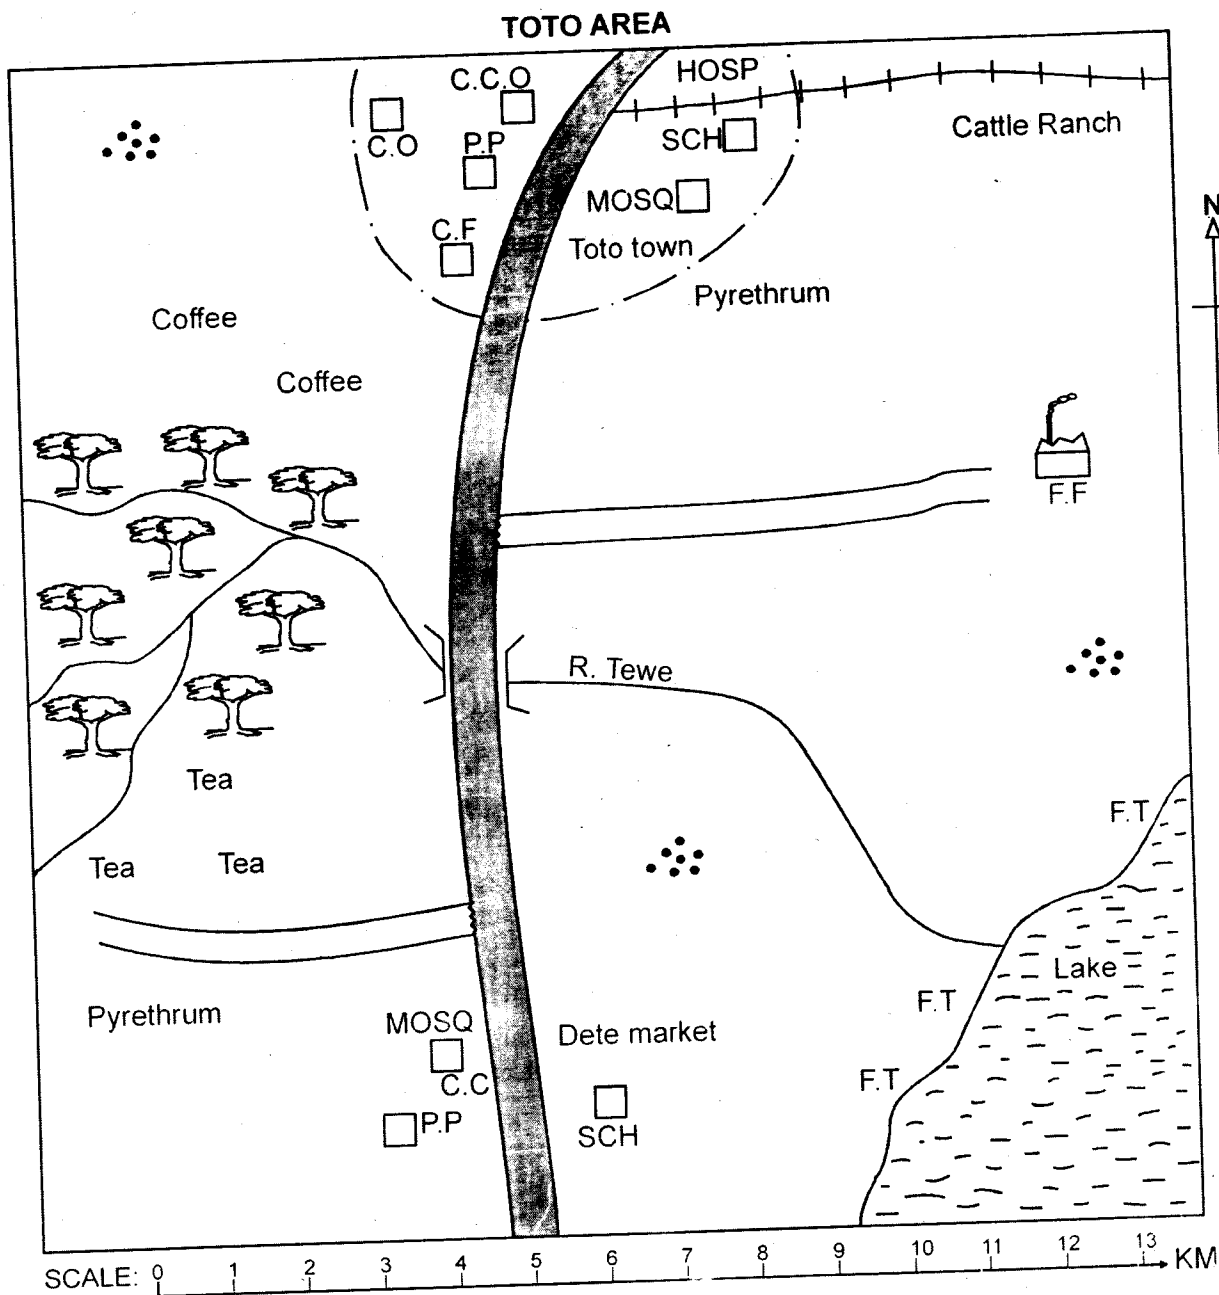 TOTO AREA
C.C.O
HOSP
C.O
P.P
SCH
Cattle Ranch
MOSQ
N
C.F
Toto town
Pyrethrum
Coffee
Coffee
F.F
R. Tewe
Tea
F.T
Tea
Tea
Lake
F.T
Pyrethrum
MOSQ
Dete market
C.C
F.T
P.P
SCH
SCALE: 0 1 2 3 4 5 6 7 8 9 10 11 12 13 KM